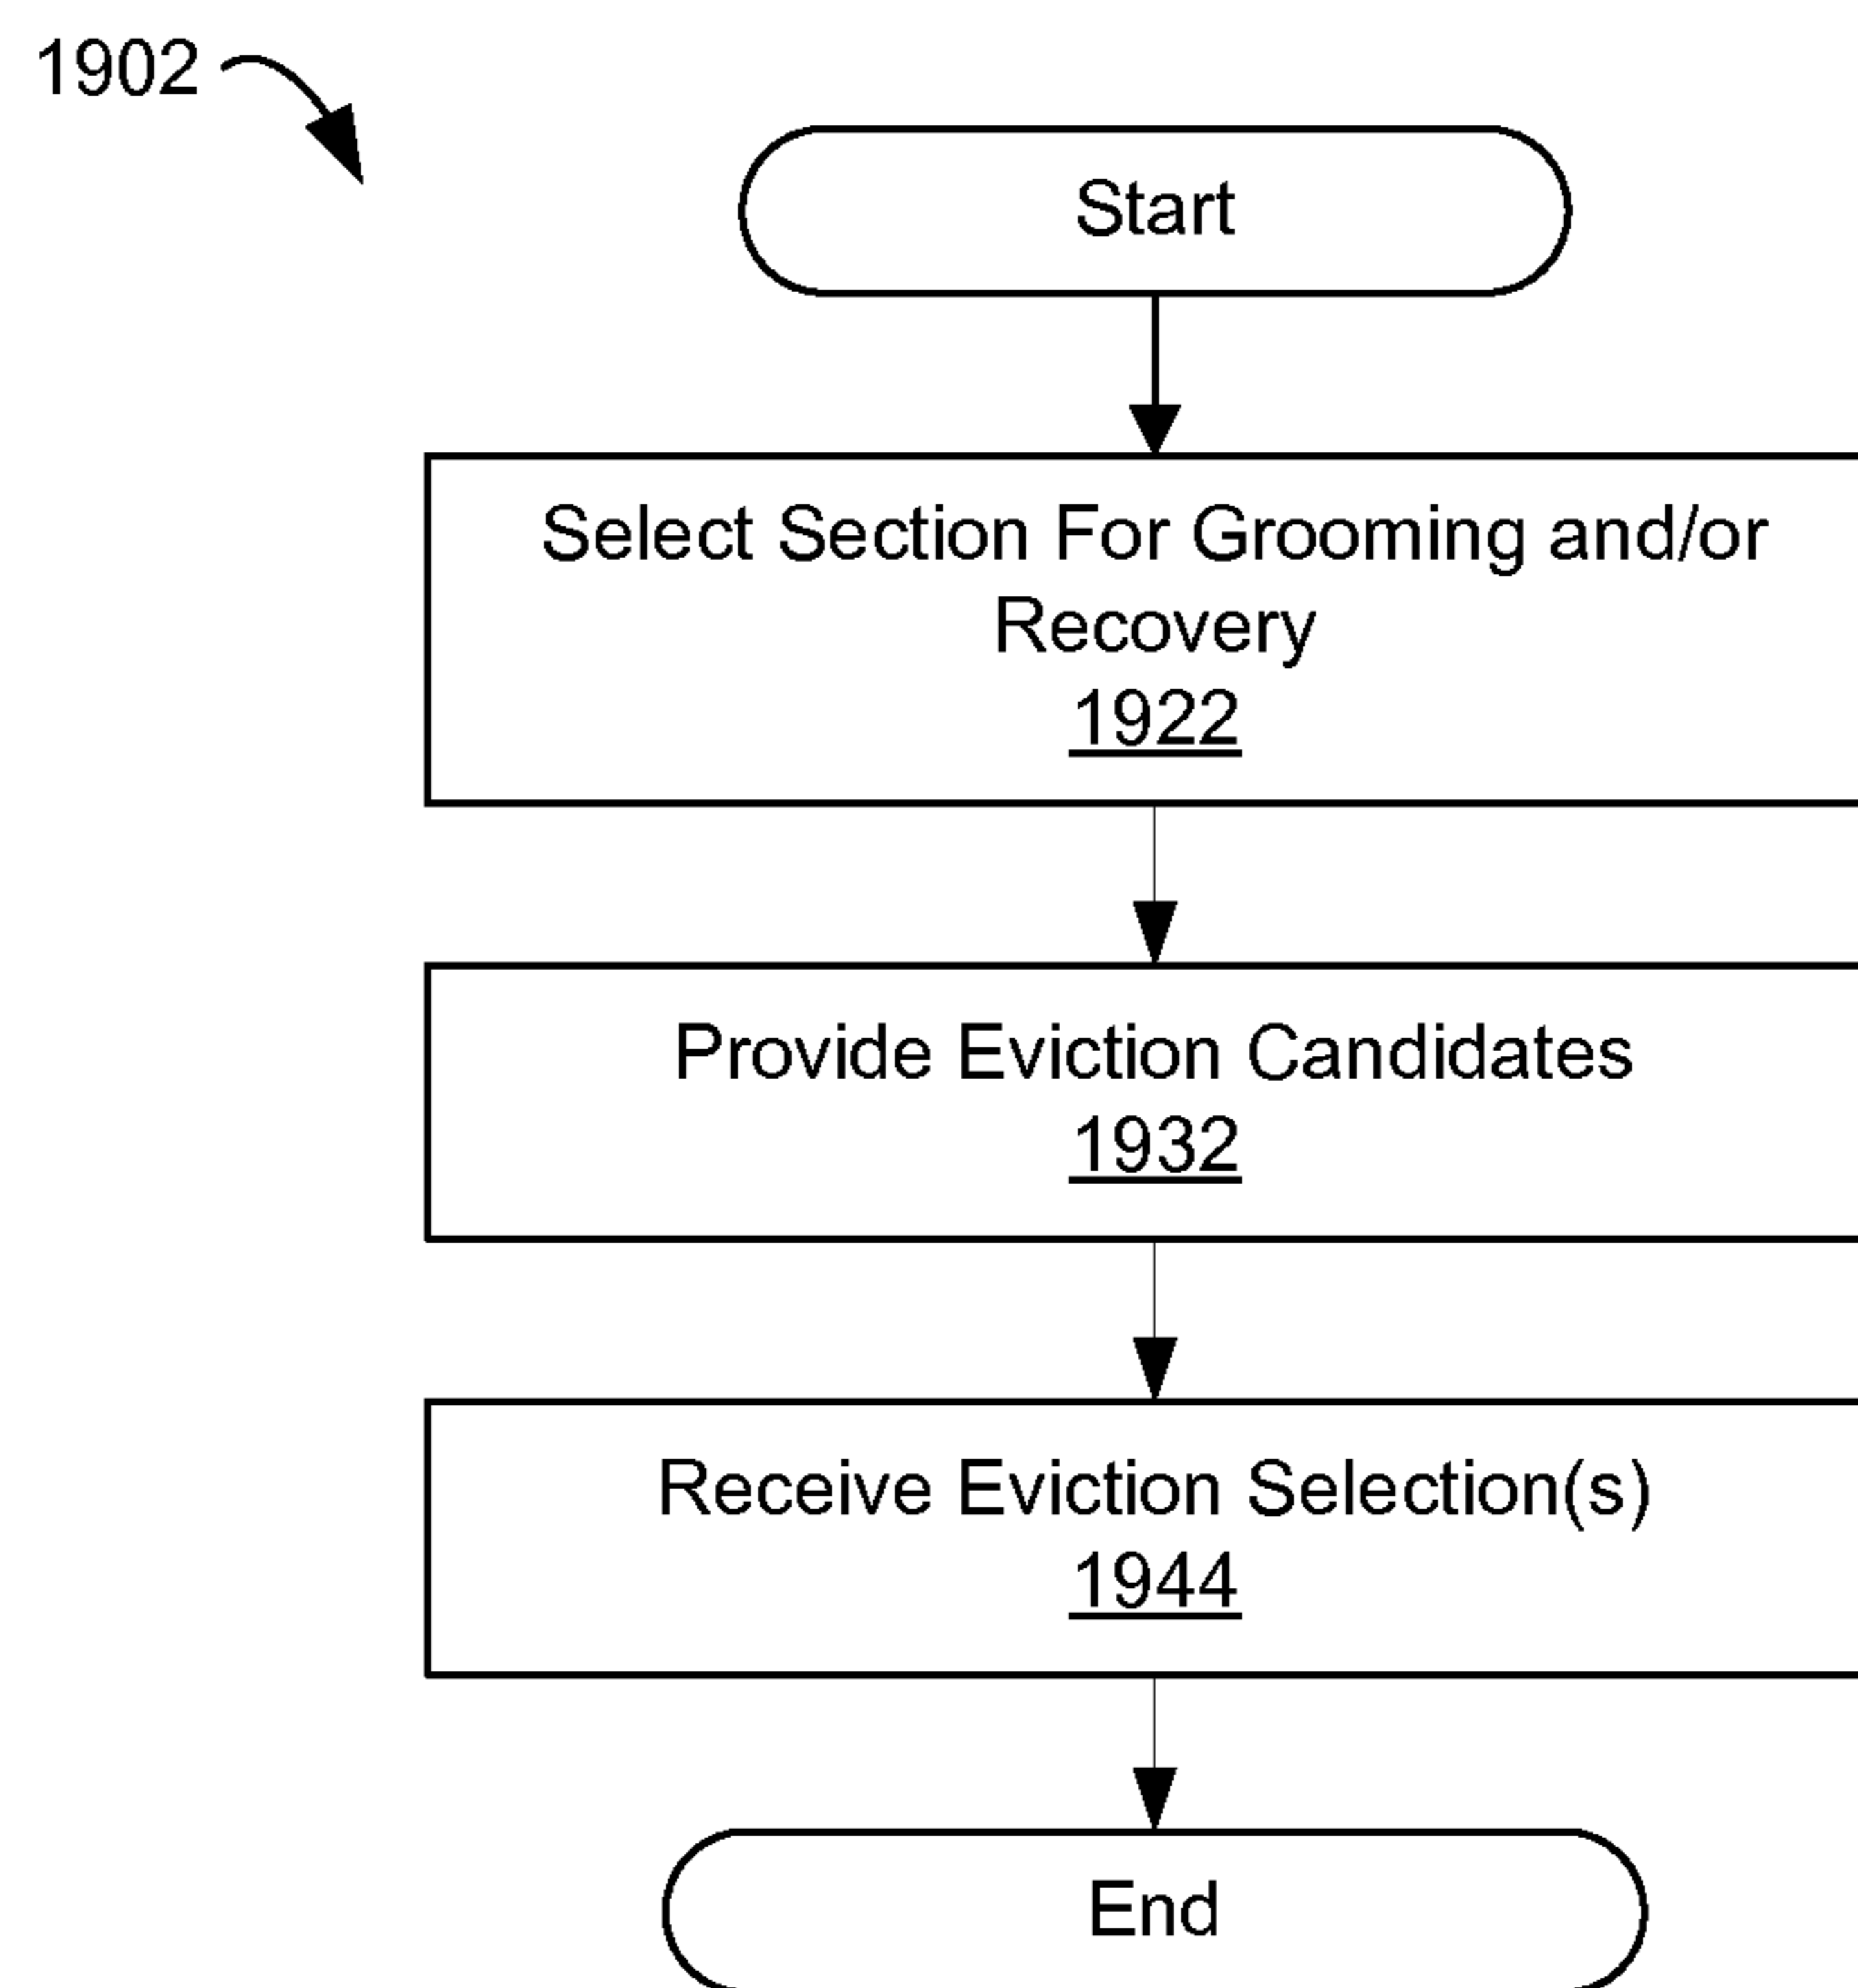 1902
Start
Select Section For Grooming and/or
Recovery
1922
Provide Eviction Candidates
1932
Receive Eviction Selection(s)
1944
End